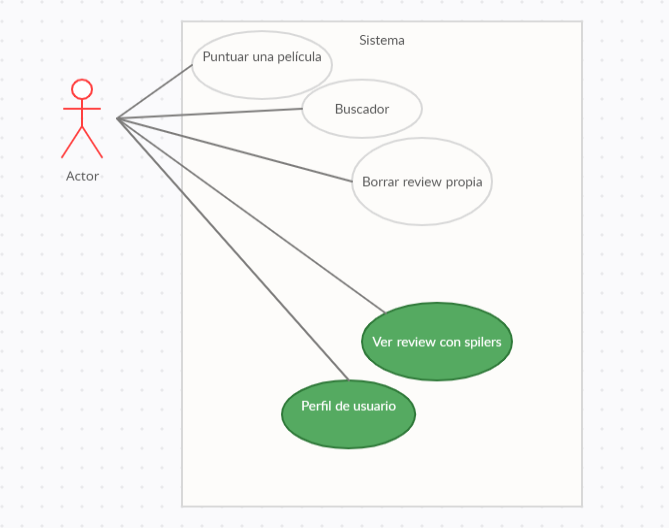 Sistema
Puntuar una película
Buscador
Actor
Borrar review propia
Ver review con spilers
Perfil de usuario